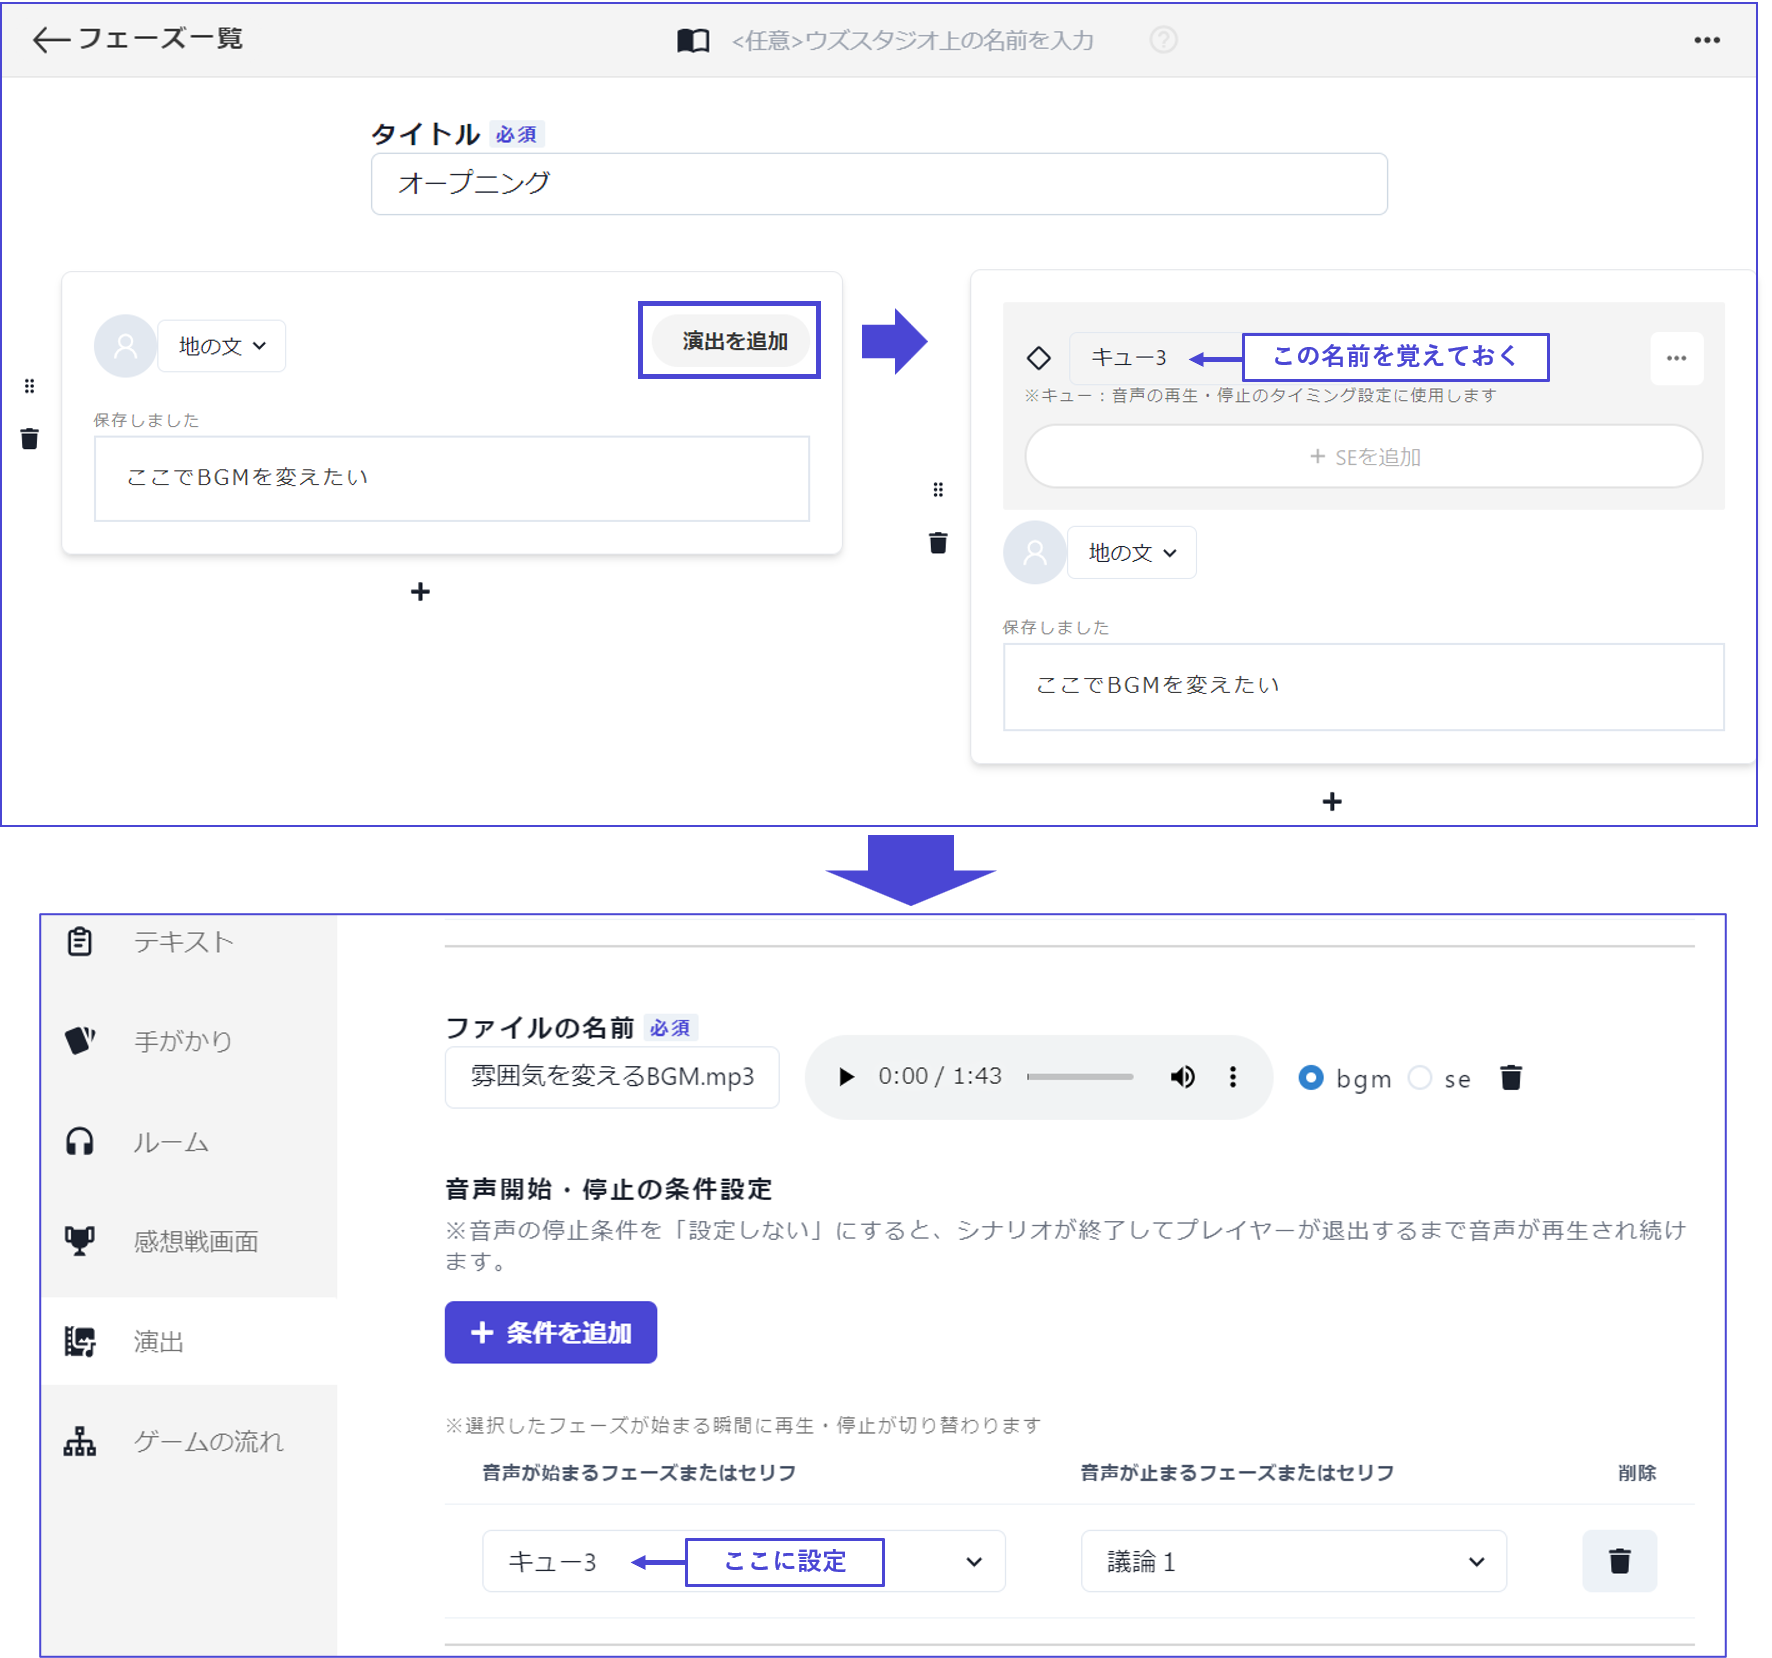 フェーズ一覧
<任意>ウズスタジオ上の名前を入力
タイトル 必須
オープニング
地の文
演出を追加
保存しました
ここでBGMを変えたい
キュー3
この名前を覚えておく
※キュー：音声の再生・停止のタイミング設定に使用します
+ SEを追加
地の文
保存しました
ここでBGMを変えたい
テキスト
手がかり
ルーム
感想戦画面
演出
ゲームの流れ
ファイルの名前 必須
雰囲気を変えるBGM.mp3
0:00 / 1:43
bgm
se
音声開始・停止の条件設定
※音声の停止条件を「設定しない」にすると、シナリオが終了してプレイヤーが退出するまで音声が再生され続け
ます。
+ 条件を追加
※選択したフェーズが始まる瞬間に再生・停止が切り替わります
音声が始まるフェーズまたはセリフ
音声が止まるフェーズまたはセリフ
削除
キュー3
ここに設定
議論１